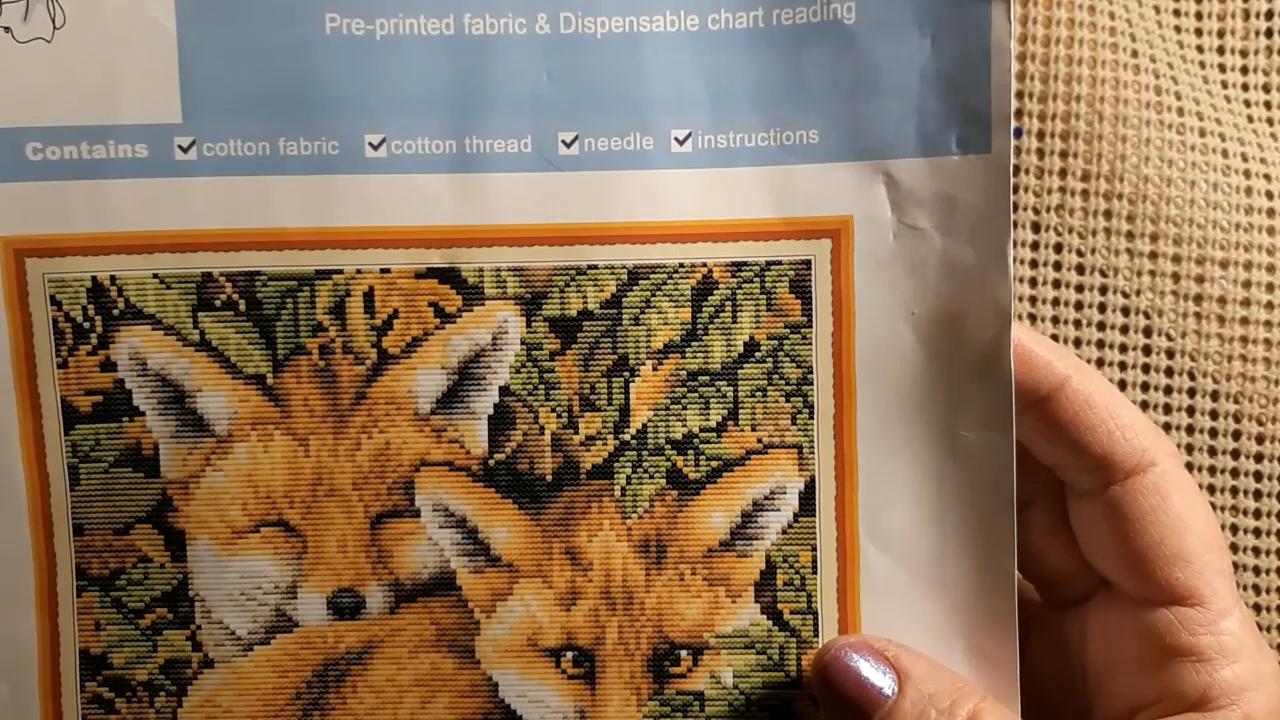 Pre-printed fabric & Dispensable chart reading
Contains cotton fabric cotton thread needle instructions